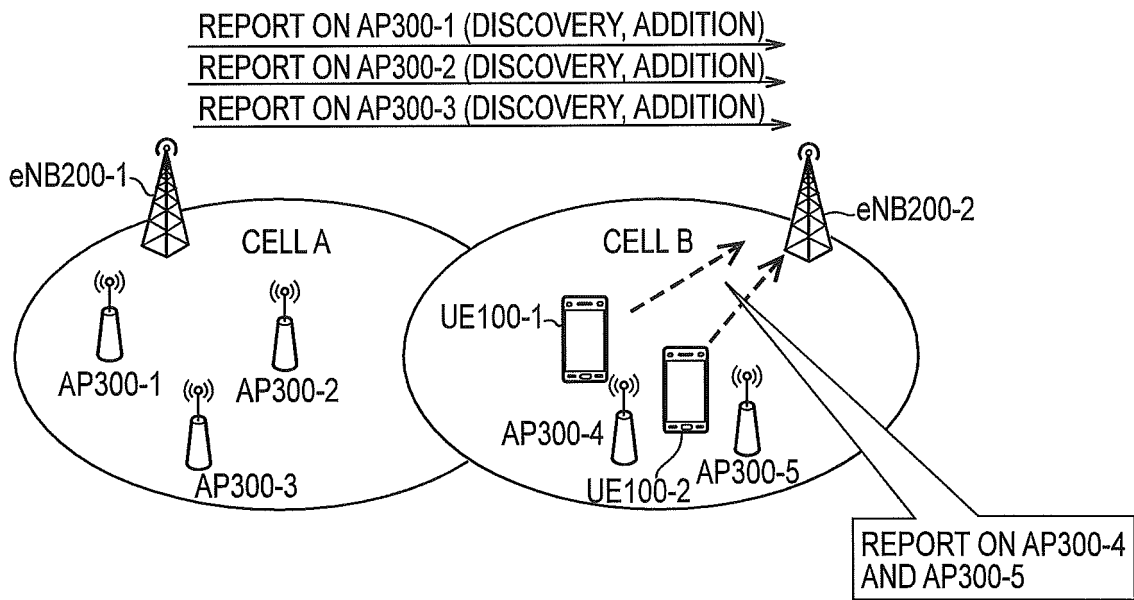 REPORT ON AP300-1 (DISCOVERY, ADDITION)
REPORT ON AP300-2 (DISCOVERY, ADDITION)
REPORT ON AP300-3 (DISCOVERY, ADDITION)
eNB200-1
eNB200-2
CELL A
CELL B
UE100-1
AP300-1
AP300-2
AP300-3
AP300-4
UE100-2
AP300-5
REPORT ON AP300-4
AND AP300-5